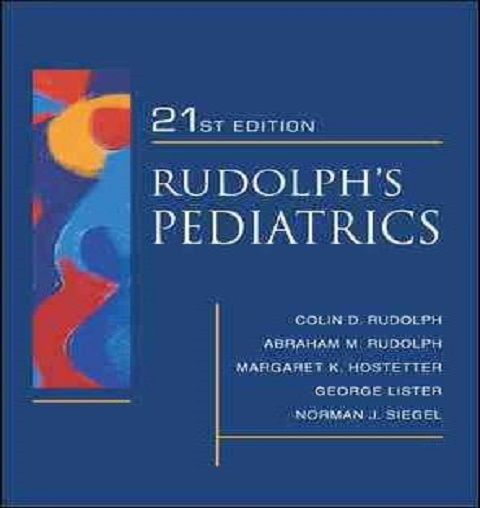 21ST EDITION
RUDOLPH'S
PEDIATRICS
COLIN D. RUDOLPH
ABRAHAM M. RUDOLPH
MARGARET K. HOSTETTER
GEORGE LISTER
NORMAN J. SIEGEL